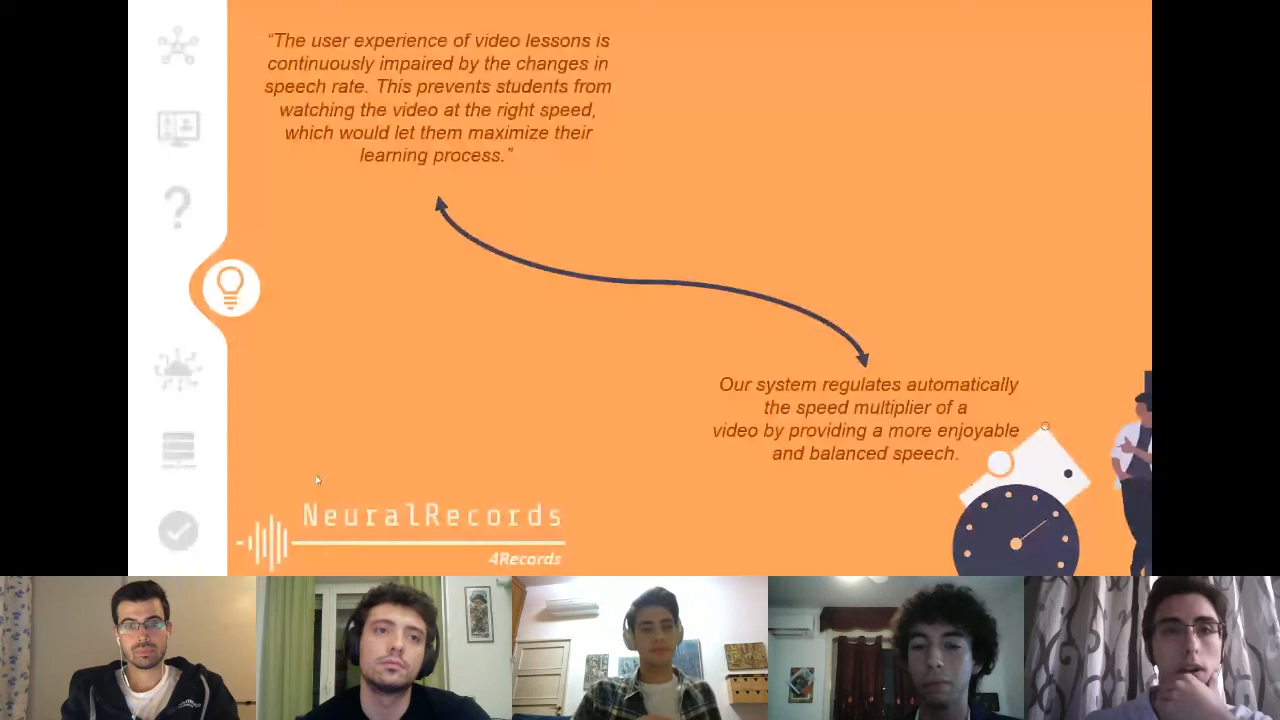 “The user experience of video lessons is
continuously impaired by the changes in
speech rate. This prevents students from
watching the video at the right speed,
which would let them maximize their
learning process.”
Our system regulates automatically
the speed multiplier of a
video by providing a more enjoyable
and balanced speech.
NeuralRecords
4Records